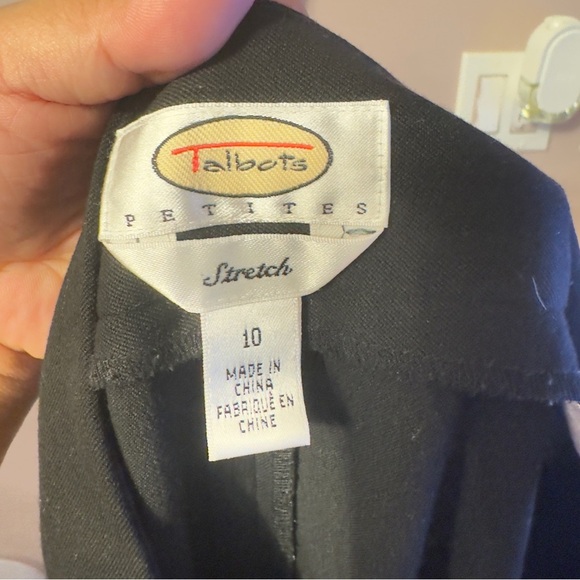 Talbots
PETITES
Stretch
10
MADE IN
CHINA
FABRIQUÉ EN
CHINE